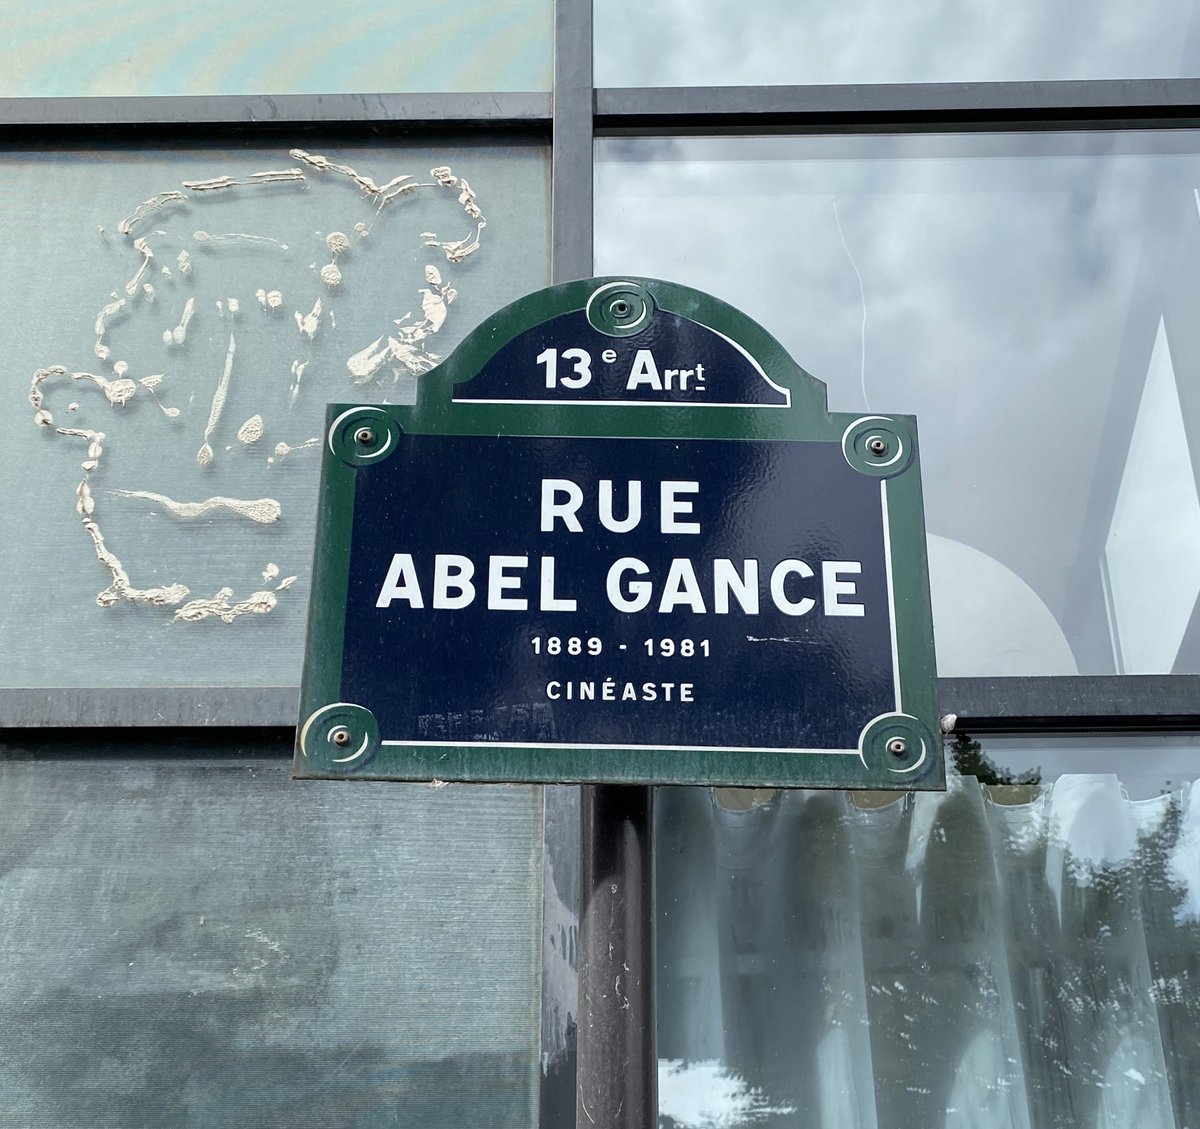 13e Arrt
RUE
ABEL GANCE
1889 - 1981
CINÉASTE